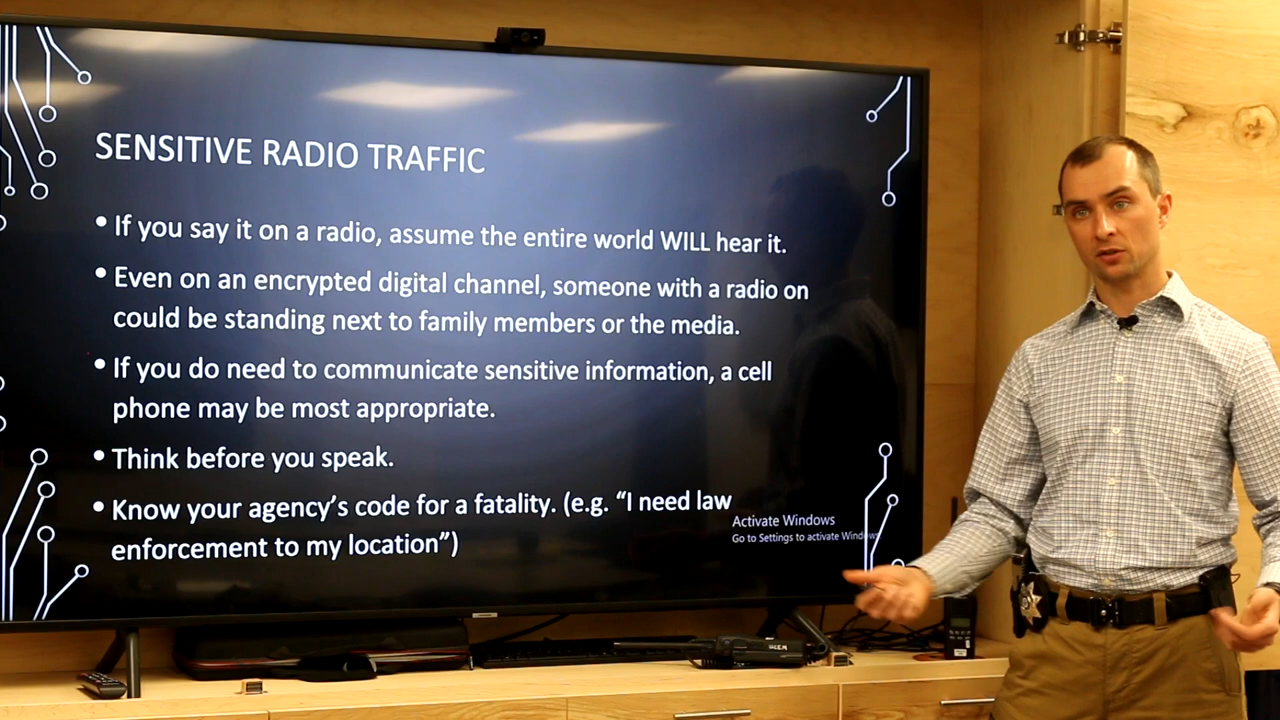 SENSITIVE RADIO TRAFFIC
• If you say it on a radio, assume the entire world WILL hear it.
• Even on an encrypted digital channel, someone with a radio on
could be standing next to family members or the media.
• If you do need to communicate sensitive information, a cell
phone may be most appropriate.
• Think before you speak.
• Know your agency’s code for a fatality. (e.g. “I need law
enforcement to my location”)
Activate Windows
Go to Settings to activate Windows